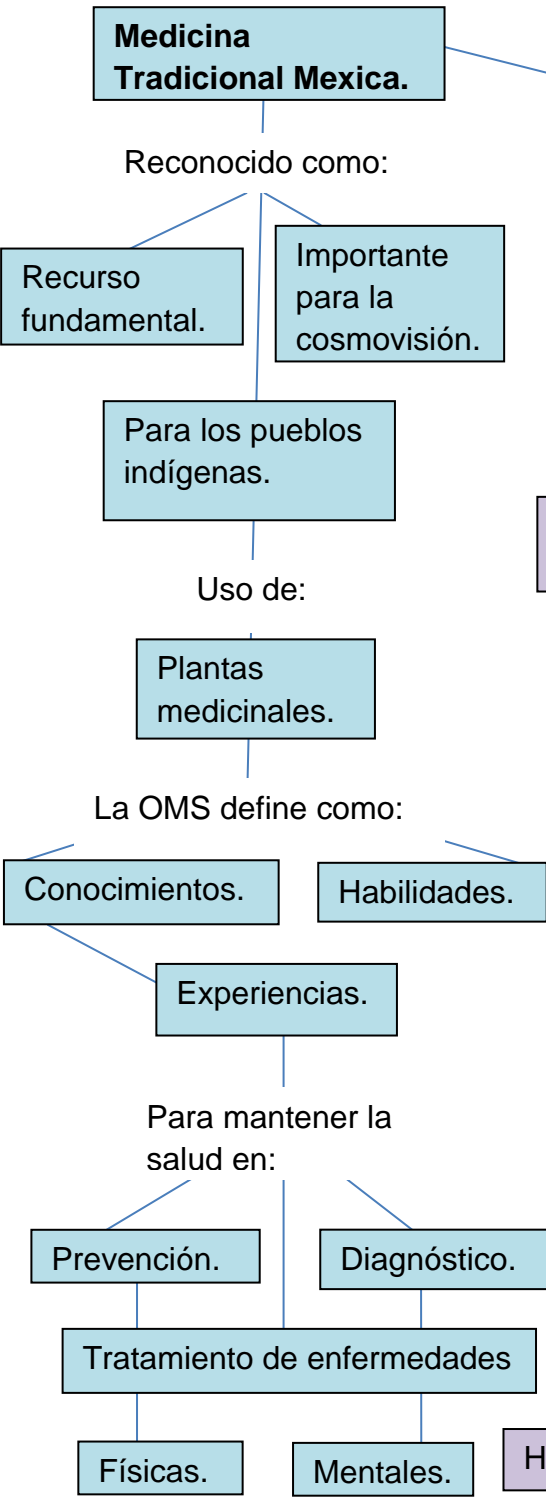 Medicina
Tradicional Mexica.
Reconocido como:
Recurso
fundamental.
Importante
para la
cosmovisión.
Para los pueblos
indígenas.
Uso de:
Plantas
medicinales.
La OMS define como:
Conocimientos.
Habilidades.
Experiencias.
Para mantener la
salud en:
Prevención.
Diagnóstico.
Tratamiento de enfermedades
Físicas.
Mentales.